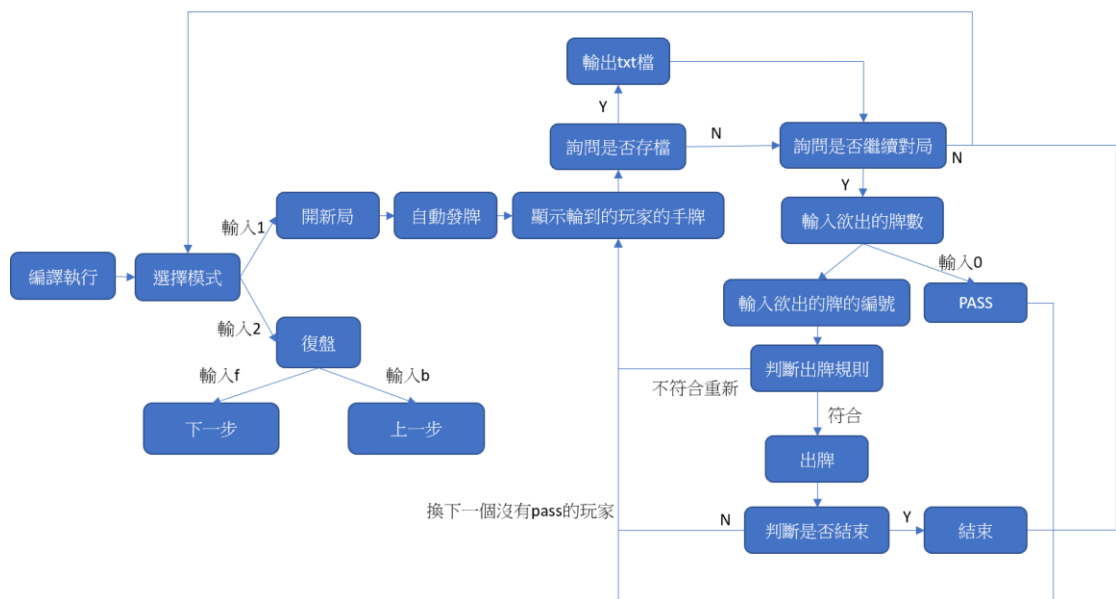 輸出txt檔
Y
詢問是否存檔
N
詢問是否繼續對局
N
Y
開新局
自動發牌
顯示輪到的玩家的手牌
輸入欲出的牌數
輸入1
編譯執行
選擇模式
輸入0
輸入欲出的牌的編號
PASS
輸入2
復盤
判斷出牌規則
輸入f
輸入b
不符合重新
下一步
上一步
符合
出牌
換下一個沒有pass的玩家
N
判斷是否結束
Y
結束